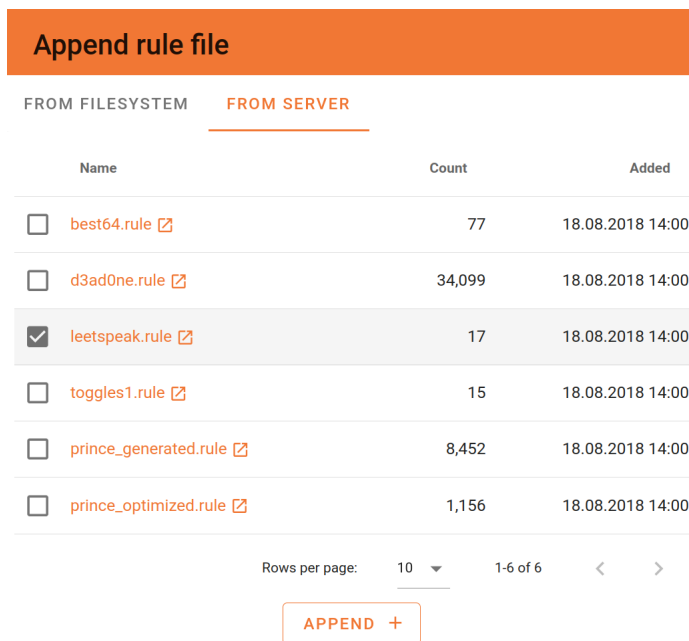 Append rule file
FROM FILESYSTEM FROM SERVER
Name Count Added
best64.rule 77 18.08.2018 14:00
d3ad0ne.rule 34,099 18.08.2018 14:00
leetspeak.rule 17 18.08.2018 14:00
toggles1.rule 15 18.08.2018 14:00
prince_generated.rule 8,452 18.08.2018 14:00
prince_optimized.rule 1,156 18.08.2018 14:00
Rows per page: 10 1-6 of 6
APPEND +